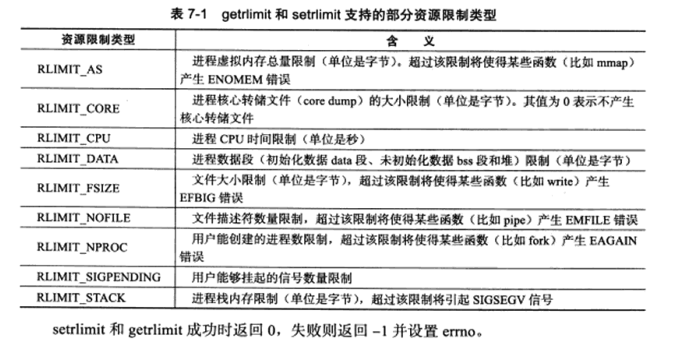 表 7-1 getrlimit 和 setrlimit 支持的部分资源限制类型
资源限制类型 含 义
RLIMIT_AS 进程虚拟内存总量限制（单位是字节）。超过该限制将使得某些函数（比如 mmap）
产生 ENOMEM 错误
RLIMIT_CORE 进程核心转储文件（core dump）的大小限制（单位是字节）。其值为 0 表示不产生
核心转储文件
RLIMIT_CPU 进程 CPU 时间限制（单位是秒）
RLIMIT_DATA 进程数据段（初始化数据 data 段、未初始化数据 bss 段和堆）限制（单位是字节）
RLIMIT_FSIZE 文件大小限制（单位是字节），超过该限制将使得某些函数（比如 write）产生
EFBIG 错误
RLIMIT_NOFILE 文件描述符数量限制，超过该限制将使得某些函数（比如 pipe）产生 EMFILE 错误
RLIMIT_NPROC 用户能创建的进程数限制，超过该限制将使得某些函数（比如 fork）产生 EAGAIN
错误
RLIMIT_SIGPENDING 用户能够挂起的信号数量限制
RLIMIT_STACK 进程栈内存限制（单位是字节），超过该限制将引起 SIGSEGV 信号
setrlimit 和 getrlimit 成功时返回 0，失败则返回 -1 并设置 errno。